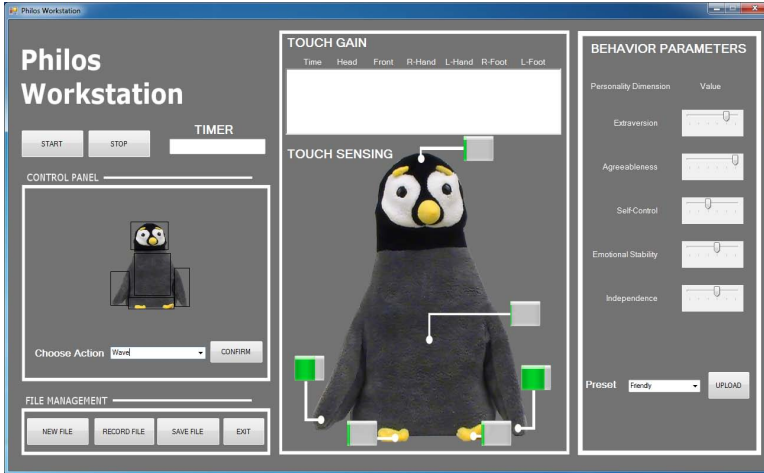 Philos Workstation
Philos
Workstation
START
STOP
TIMER
CONTROL PANEL
Choose Action
Wave
CONFIRM
FILE MANAGEMENT
NEW FILE
RECORD FILE
SAVE FILE
EXIT
TOUCH GAIN
Time Head Front R-Hand L-Hand R-Foot L-Foot
TOUCH SENSING
BEHAVIOR PARAMETERS
Personality Dimension Value
Extraversion
Agreeableness
Self-Control
Emotional Stability
Independence
Preset
Friendly
UPLOAD